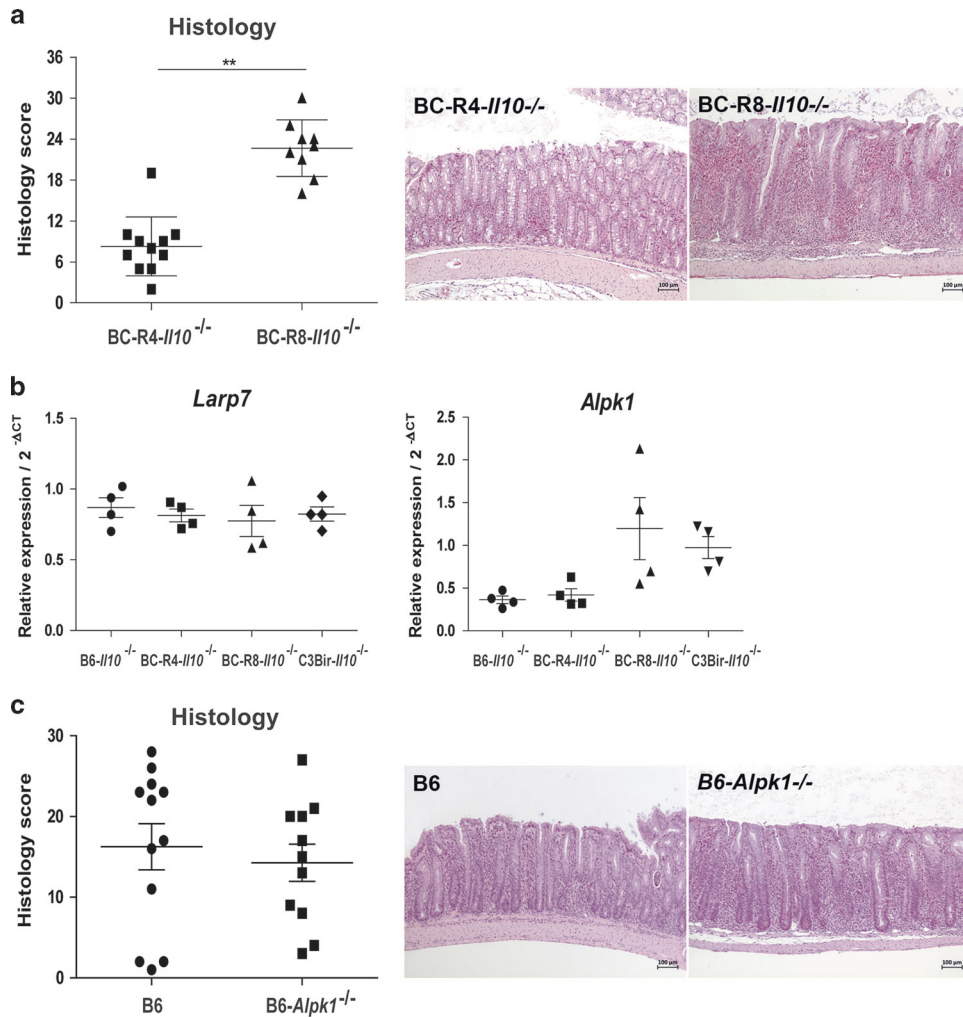 a
Histology
Histology score
36
30
24
18
12
6
0
**
BC-R4-Il10 -/-
BC-R8-Il10 -/-
BC-R4-Il10-/-
100 µm
BC-R8-Il10-/-
100 µm
b
Larp7
Relative expression / 2 -ΔCT
1.5
1.0
0.5
0.0
B6-Il10 -/-
BC-R4-Il10 -/-
BC-R8-Il10 -/-
C3Bir-Il10 -/-
Alpk1
Relative expression / 2 -ΔCT
2.5
2.0
1.5
1.0
0.5
0.0
B6-Il10 -/-
BC-R4-Il10 -/-
BC-R8-Il10 -/-
C3Bir-Il10 -/-
c
Histology
Histology score
30
20
10
0
B6
B6-Alpk1 -/-
B6
100 µm
B6-Alpk1-/-
100 µm